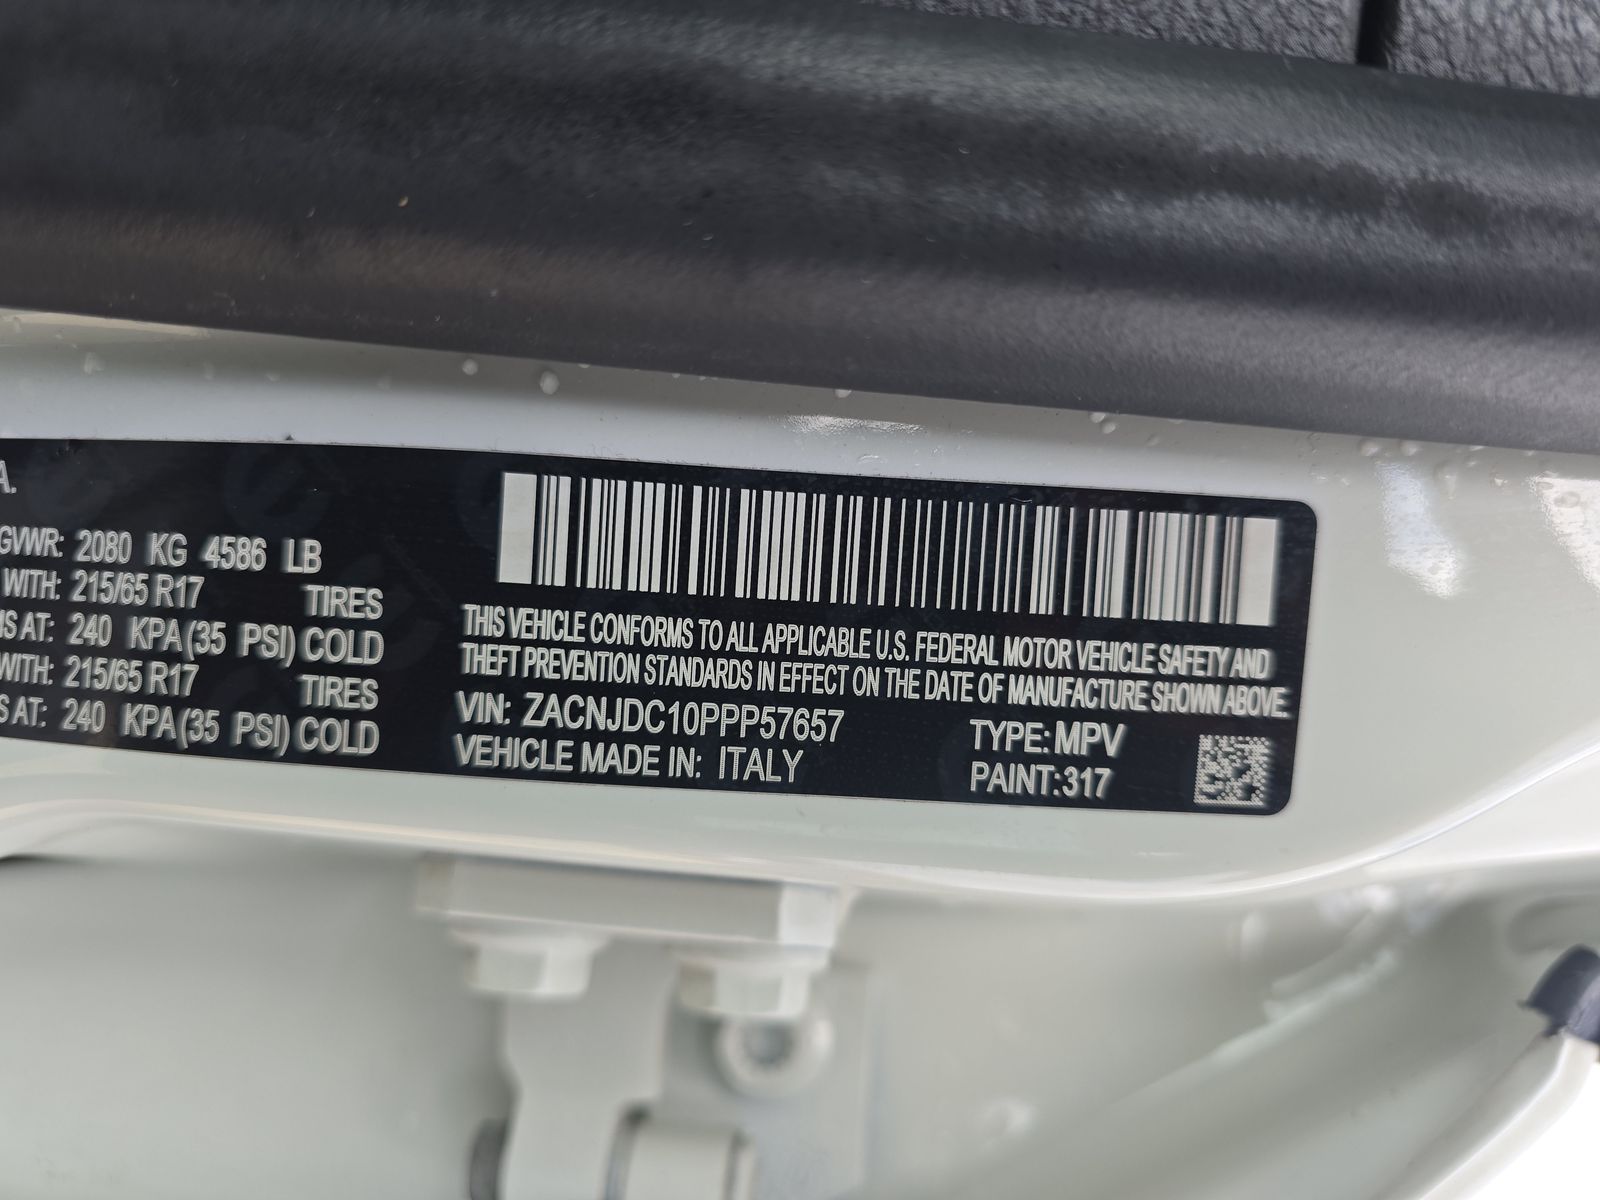 A.
GVWR: 2080 KG 4586 LB
WITH: 215/65 R17 TIRES
AT: 240 KPA(35 PSI) COLD
WITH: 215/65 R17 TIRES
AT: 240 KPA(35 PSI) COLD
THIS VEHICLE CONFORMS TO ALL APPLICABLE U.S. FEDERAL MOTOR VEHICLE SAFETY AND
THEFT PREVENTION STANDARDS IN EFFECT ON THE DATE OF MANUFACTURE SHOWN ABOVE.
VIN: ZACNJDC10PPP57657
VEHICLE MADE IN: ITALY
TYPE: MPV
PAINT:317